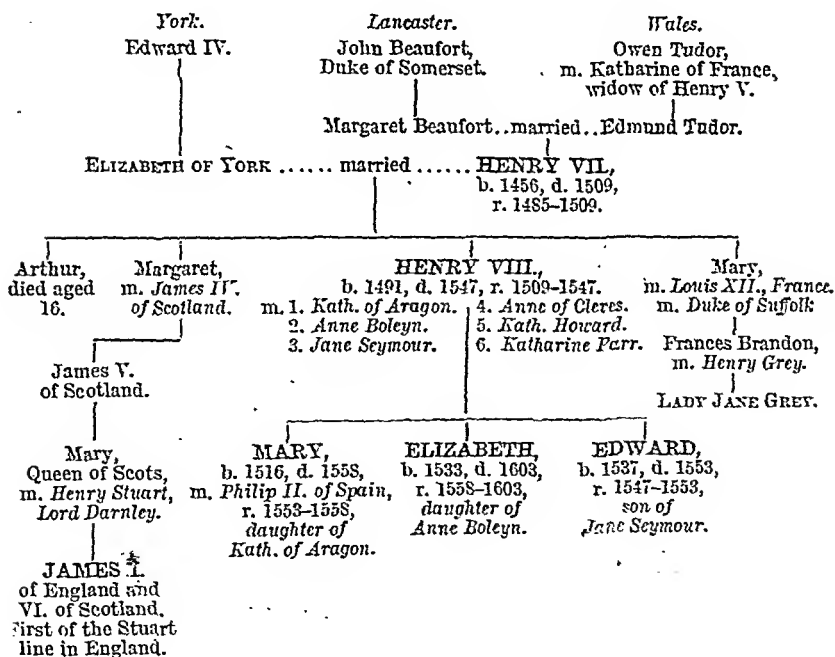 York.
Edward IV.
Lancaster.
John Beaufort,
Duke of Somerset.
Wales.
Owen Tudor,
m. Katharine of France,
widow of Henry V.
Margaret Beaufort..married..Edmund Tudor.
ELIZABETH OF YORK ...... married ...... HENRY VII.,
b. 1456, d. 1509,
r. 1485–1509.
Arthur,
died aged
16.
Margaret,
m. James IV.
of Scotland.
HENRY VIII.,
b. 1491, d. 1547, r. 1509–1547.
m. 1. Kath. of Aragon. 4. Anne of Cleves.
2. Anne Boleyn. 5. Kath. Howard.
3. Jane Seymour. 6. Katharine Parr.
Mary,
m. Louis XII., France.
m. Duke of Suffolk
Frances Brandon,
m. Henry Grey.
LADY JANE GREY.
James V.
of Scotland.
Mary,
Queen of Scots,
m. Henry Stuart,
Lord Darnley.
JAMES I.
of England and
VI. of Scotland.
First of the Stuart
line in England.
MARY,
b. 1516, d. 1558,
m. Philip II. of Spain,
r. 1553–1558,
daughter of
Kath. of Aragon.
ELIZABETH,
b. 1533, d. 1603,
r. 1558–1603,
daughter of
Anne Boleyn.
EDWARD,
b. 1537, d. 1553,
r. 1547–1553,
son of
Jane Seymour.